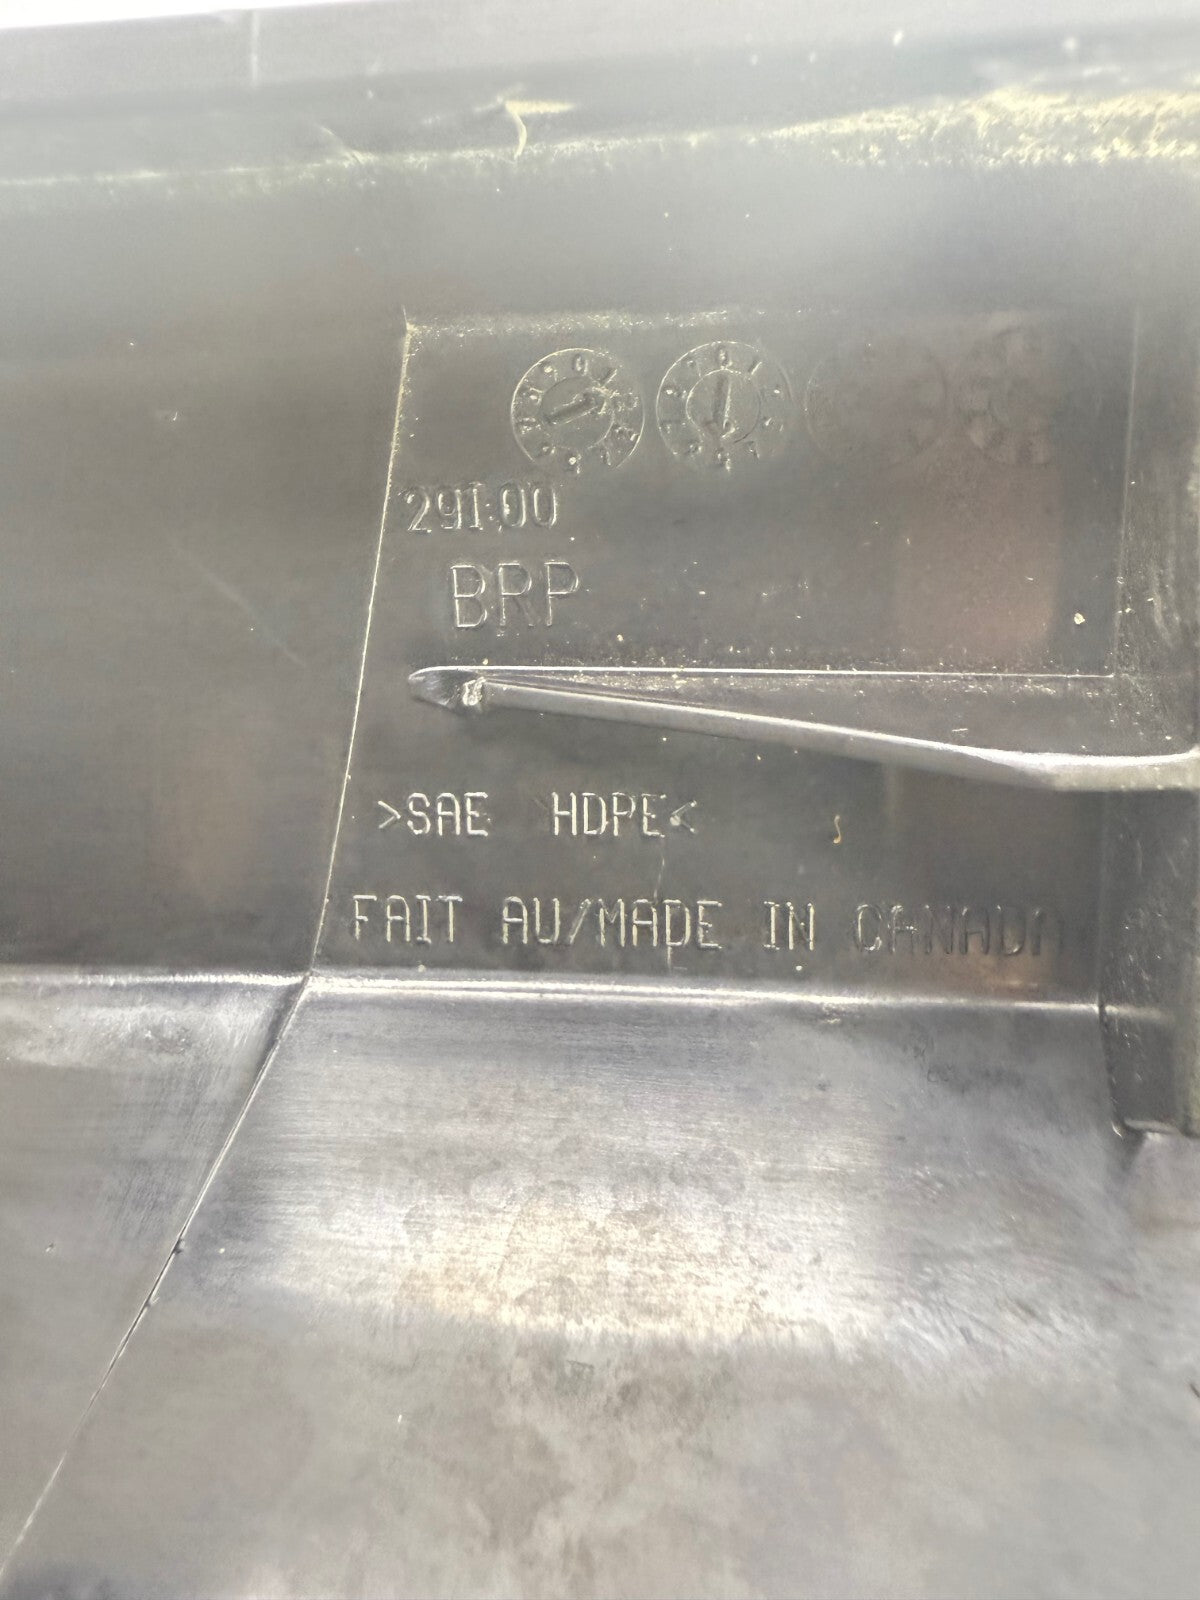 291:00
BRP
>SAE HDPE<
FAIT AU/MADE IN CANADA